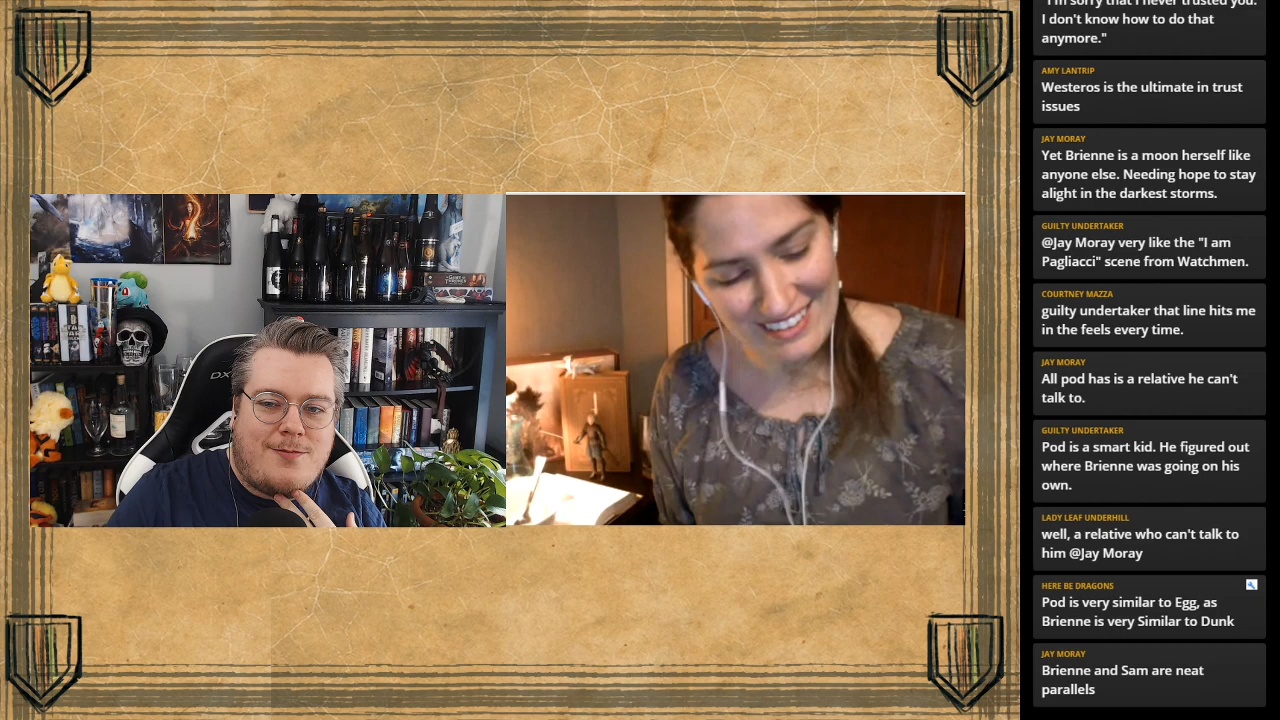 "I'm sorry that I never trusted you.
I don't know how to do that
anymore."
AMY LANTRIP
Westeros is the ultimate in trust
issues
JAY MORAY
Yet Brienne is a moon herself like
anyone else. Needing hope to stay
alight in the darkest storms.
GUILTY UNDERTAKER
@Jay Moray very like the "I am
Pagliacci" scene from Watchmen.
COURTNEY MAZZA
guilty undertaker that line hits me
in the feels every time.
JAY MORAY
All pod has is a relative he can't
talk to.
GUILTY UNDERTAKER
Pod is a smart kid. He figured out
where Brienne was going on his
own.
LADY LEAF UNDERHILL
well, a relative who can't talk to
him @Jay Moray
HERE BE DRAGONS
Pod is very similar to Egg, as
Brienne is very Similar to Dunk
JAY MORAY
Brienne and Sam are neat
parallels